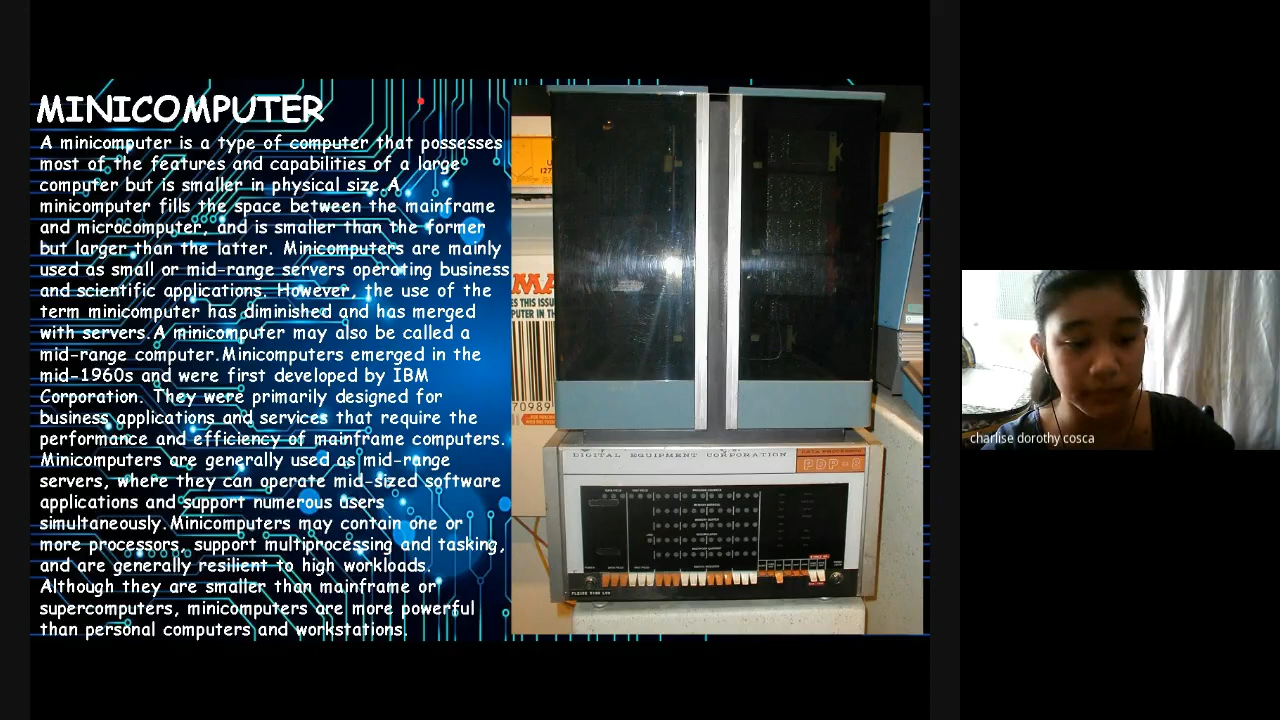 MINICOMPUTER
A minicomputer is a type of computer that possesses
most of the features and capabilities of a large
computer but is smaller in physical size.A
minicomputer fills the space between the mainframe
and microcomputer, and is smaller than the former
but larger than the latter. Minicomputers are mainly
used as small or mid-range servers operating business
and scientific applications. However, the use of the
term minicomputer has diminished and has merged
with servers.A minicomputer may also be called a
mid-range computer.Minicomputers emerged in the
mid-1960s and were first developed by IBM
Corporation. They were primarily designed for
business applications and services that require the
performance and efficiency of mainframe computers.
Minicomputers are generally used as mid-range
servers, where they can operate mid-sized software
applications and support numerous users
simultaneously.Minicomputers may contain one or
more processors, support multiprocessing and tasking,
and are generally resilient to high workloads.
Although they are smaller than mainframe or
supercomputers, minicomputers are more powerful
than personal computers and workstations.
MA
ES THIS ISSU
PUTER IN TH
70989
DIGITAL EQUIPMENT CORPORATION
PDP-8
charlise dorothy cosca